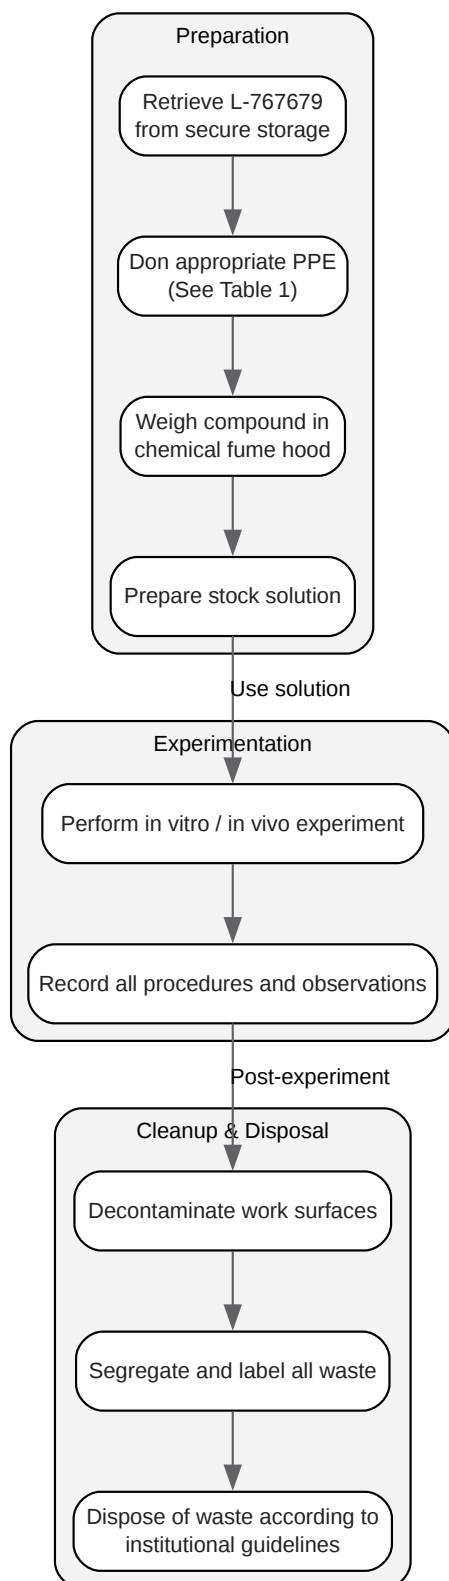 Preparation
Retrieve L-767679
from secure storage
Don appropriate PPE
(See Table 1)
Weigh compound in
chemical fume hood
Prepare stock solution
Use solution
Experimentation
Perform in vitro / in vivo experiment
Record all procedures and observations
Post-experiment
Cleanup & Disposal
Decontaminate work surfaces
Segregate and label all waste
Dispose of waste according to
institutional guidelines